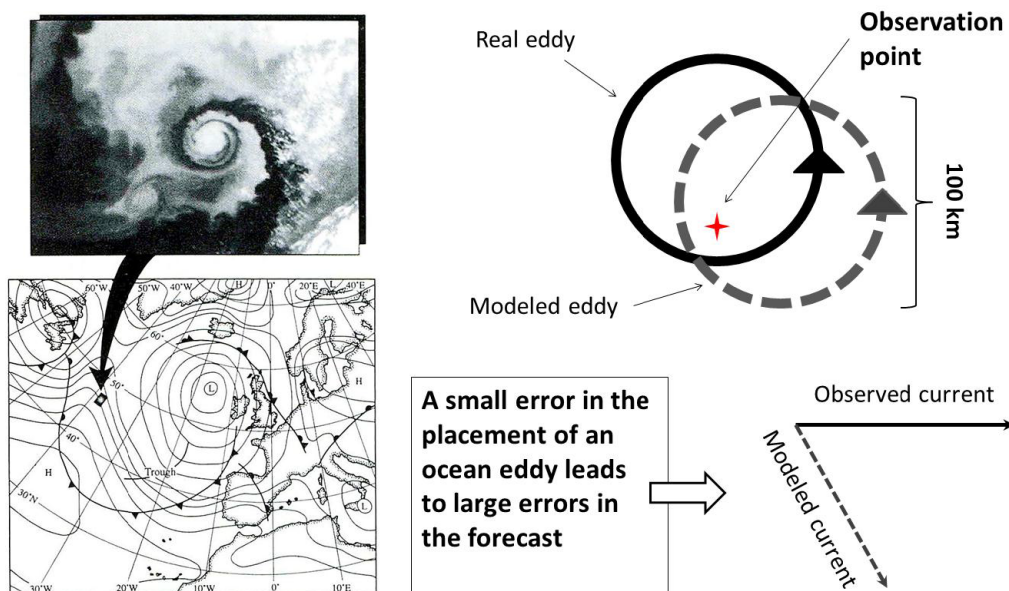 Real eddy
Observation
point
100 km
Modeled eddy
60°W 50°W 40°W H 0° 20°E L 40°E
60°
50°
L
H
40°
H
Trough
30°N
L
30°W
20°W
10°W
0°
10°E
A small error in the
placement of an
ocean eddy leads
to large errors in
the forecast
Observed current
Modeled current